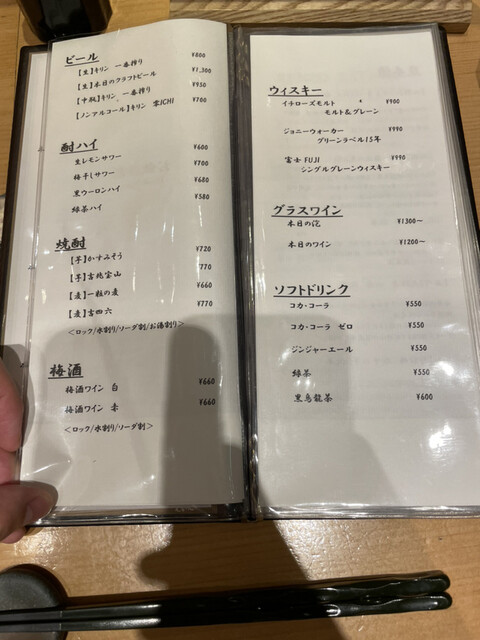 ビール
【生】キリン 一番搾り ¥800
【生】本日のクラフトビール ¥1,300
【中瓶】キリン 一番搾り ¥950
【ノンアルコール】キリン 零ICHI ¥700
酎ハイ
生レモンサワー ¥600
梅干しサワー ¥700
黒ウーロンハイ ¥680
緑茶ハイ ¥580
焼酎
【芋】かすみそう ¥720
【芋】吉兆宝山 ¥770
【麦】一粒の麦 ¥660
【麦】吉四六 ¥770
<ロック/水割り/ソーダ割/お湯割り>
梅酒
梅酒ワイン 白 ¥660
梅酒ワイン 赤 ¥660
<ロック/水割り/ソーダ割>
ウィスキー
イチローズモルト ¥900
モルト&グレーン
ジョニーウォーカー ¥990
グリーンラベル15年
富士 FUJI ¥990
シングルグレーンウィスキー
グラスワイン
本日の泡 ¥1300~
本日のワイン ¥1200~
ソフトドリンク
コカ・コーラ ¥550
コカ・コーラ ゼロ ¥550
ジンジャーエール ¥550
緑茶 ¥550
黒烏龍茶 ¥600